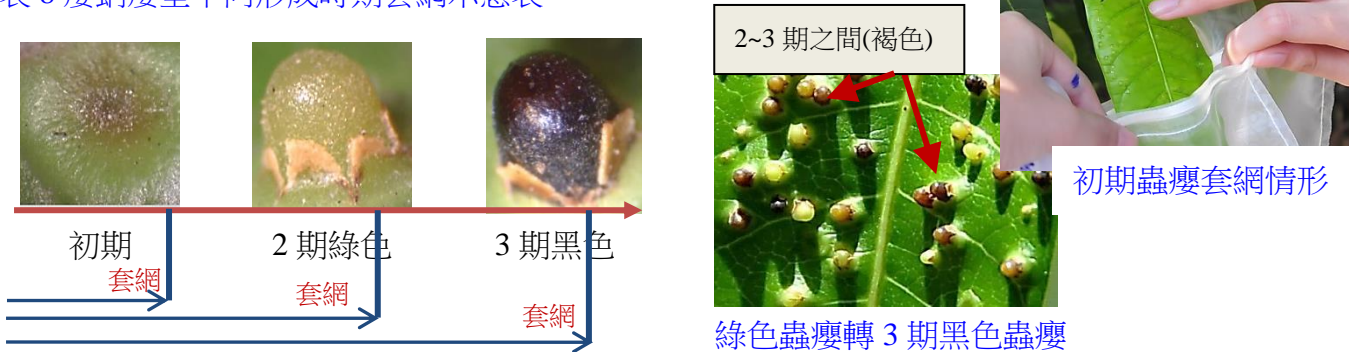 初期
2 期綠色
3 期黑色
套網
套網
套網
2~3 期之間(褐色)
初期蟲癭套網情形
綠色蟲癭轉 3 期黑色蟲癭